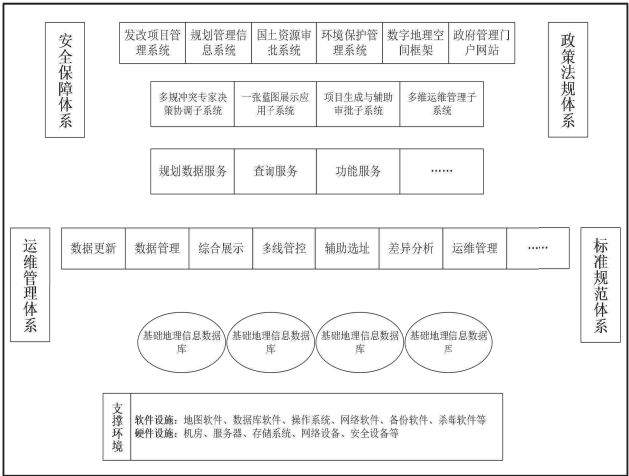 安全保障体系
发改项目管理系统
规划管理信息系统
国土资源审批系统
环境保护管理系统
数字地理空间框架
政府管理门户网站
政策法规体系
多规冲突专家决策协调子系统
一张蓝图展示应用子系统
项目生成与辅助审批子系统
多维运维管理子系统
规划数据服务
查询服务
功能服务
……
运维管理体系
数据更新
数据管理
综合展示
多线管控
辅助选址
差异分析
运维管理
……
标准规范体系
基础地理信息数据库
基础地理信息数据库
基础地理信息数据库
基础地理信息数据库
支撑环境
软件设施：地图软件、数据库软件、操作系统、网络软件、备份软件、杀毒软件等
硬件设施：机房、服务器、存储系统、网络设备、安全设备等